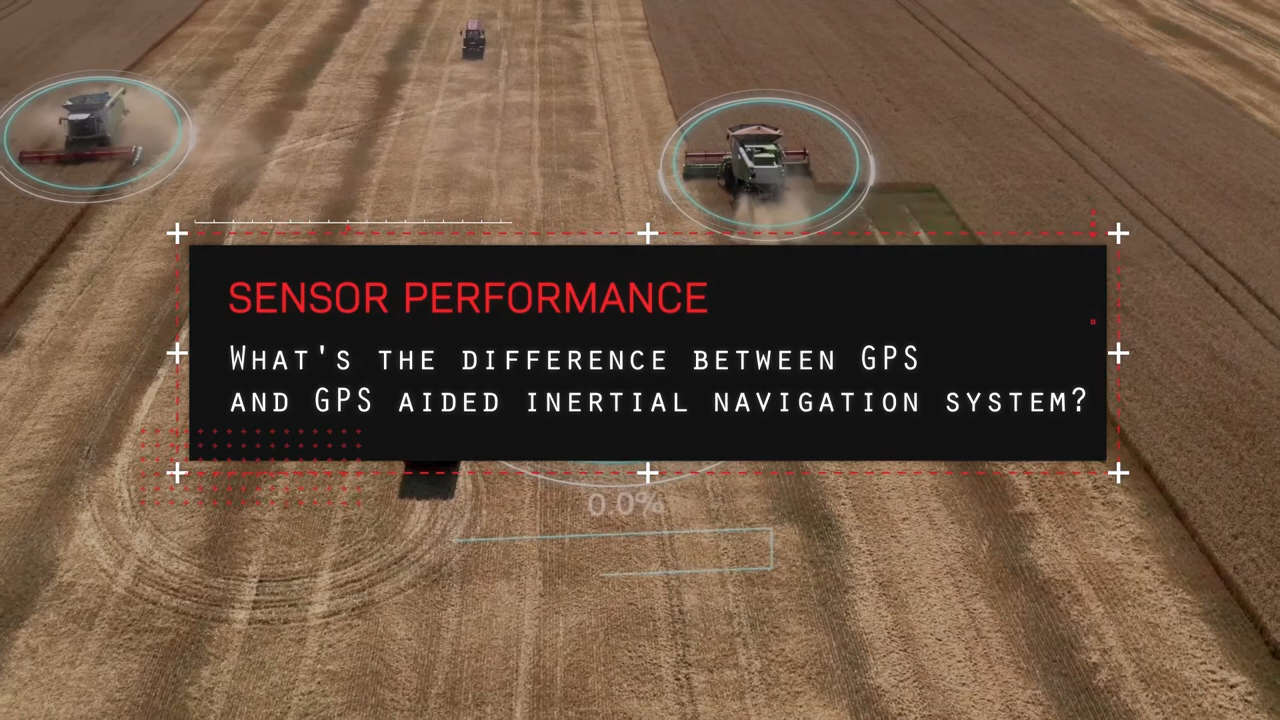 SENSOR PERFORMANCE
What's the difference between GPS
and GPS aided inertial navigation system?
0.0%